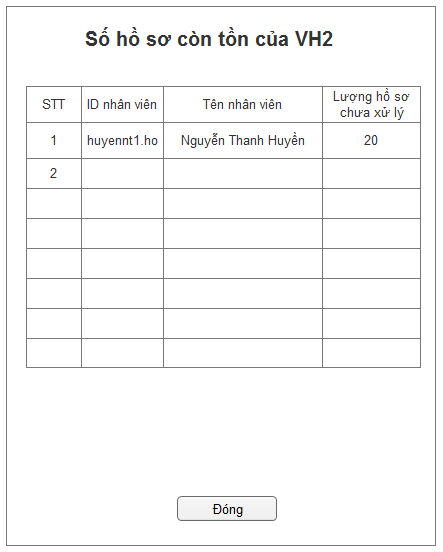 Số hồ sơ còn tồn của VH2
STT ID nhân viên Tên nhân viên Lượng hồ sơ
chưa xử lý
1 huyennt1.ho Nguyễn Thanh Huyền 20
2
Đóng